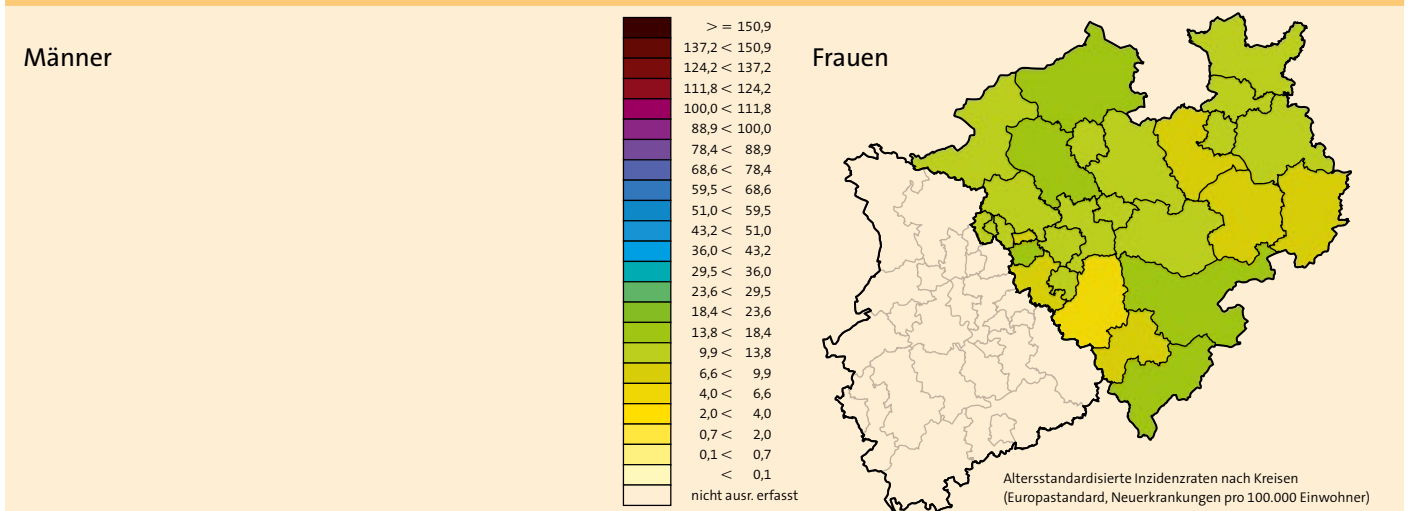 Männer
> = 150,9
137,2 < 150,9
124,2 < 137,2
111,8 < 124,2
100,0 < 111,8
88,9 < 100,0
78,4 < 88,9
68,6 < 78,4
59,5 < 68,6
51,0 < 59,5
43,2 < 51,0
36,0 < 43,2
29,5 < 36,0
23,6 < 29,5
18,4 < 23,6
13,8 < 18,4
9,9 < 13,8
6,6 < 9,9
4,0 < 6,6
2,0 < 4,0
0,7 < 2,0
0,1 < 0,7
< 0,1
nicht ausr. erfasst
Frauen
Altersstandardisierte Inzidenzraten nach Kreisen
(Europastandard, Neuerkrankungen pro 100.000 Einwohner)